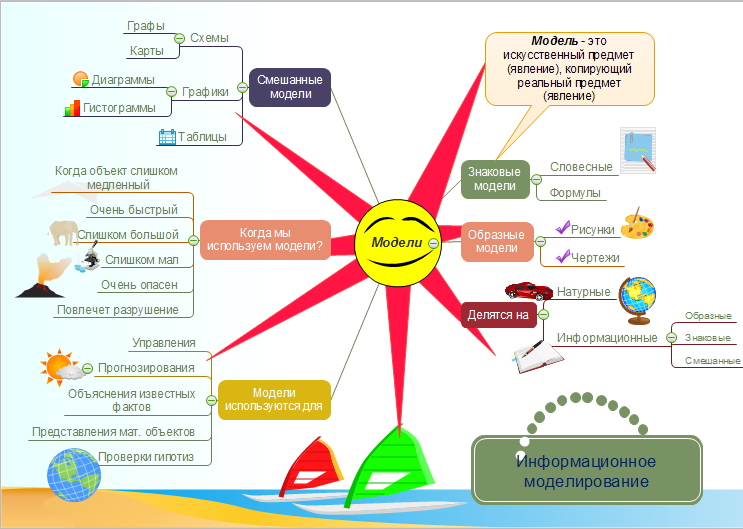 Графы
Карты
Схемы
Диаграммы
Гистограммы
Графики
Таблицы
Смешанные
модели
Модель - это
искусственный предмет
(явление), копирующий
реальный предмет
(явление)
Знаковые
модели
Словесные
Формулы
Когда объект слишком
медленный
Очень быстрый
Слишком большой
Слишком мал
Очень опасен
Повлечет разрушение
Когда мы
используем модели?
Модели
Образные
модели
Рисунки
Чертежи
Делятся на
Натурные
Информационные
Образные
Знаковые
Смешанные
Управления
Прогнозирования
Объяснения известных
фактов
Представления мат. объектов
Проверки гипотиз
Модели
используются для
Информационное
моделирование